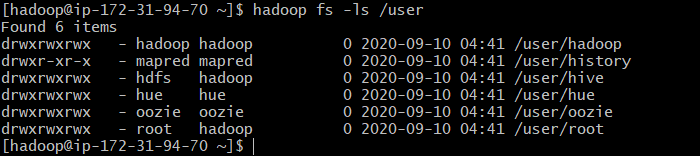 [hadoop@ip-172-31-94-70 ~]$ hadoop fs -ls /user
Found 6 items
drwxrwxrwx   - hadoop hadoop          0 2020-09-10 04:41 /user/hadoop
drwxr-xr-x   - mapred mapred          0 2020-09-10 04:41 /user/history
drwxrwxrwx   - hdfs   hadoop          0 2020-09-10 04:41 /user/hive
drwxrwxrwx   - hue    hue             0 2020-09-10 04:41 /user/hue
drwxrwxrwx   - oozie  oozie           0 2020-09-10 04:41 /user/oozie
drwxrwxrwx   - root   hadoop          0 2020-09-10 04:41 /user/root
[hadoop@ip-172-31-94-70 ~]$